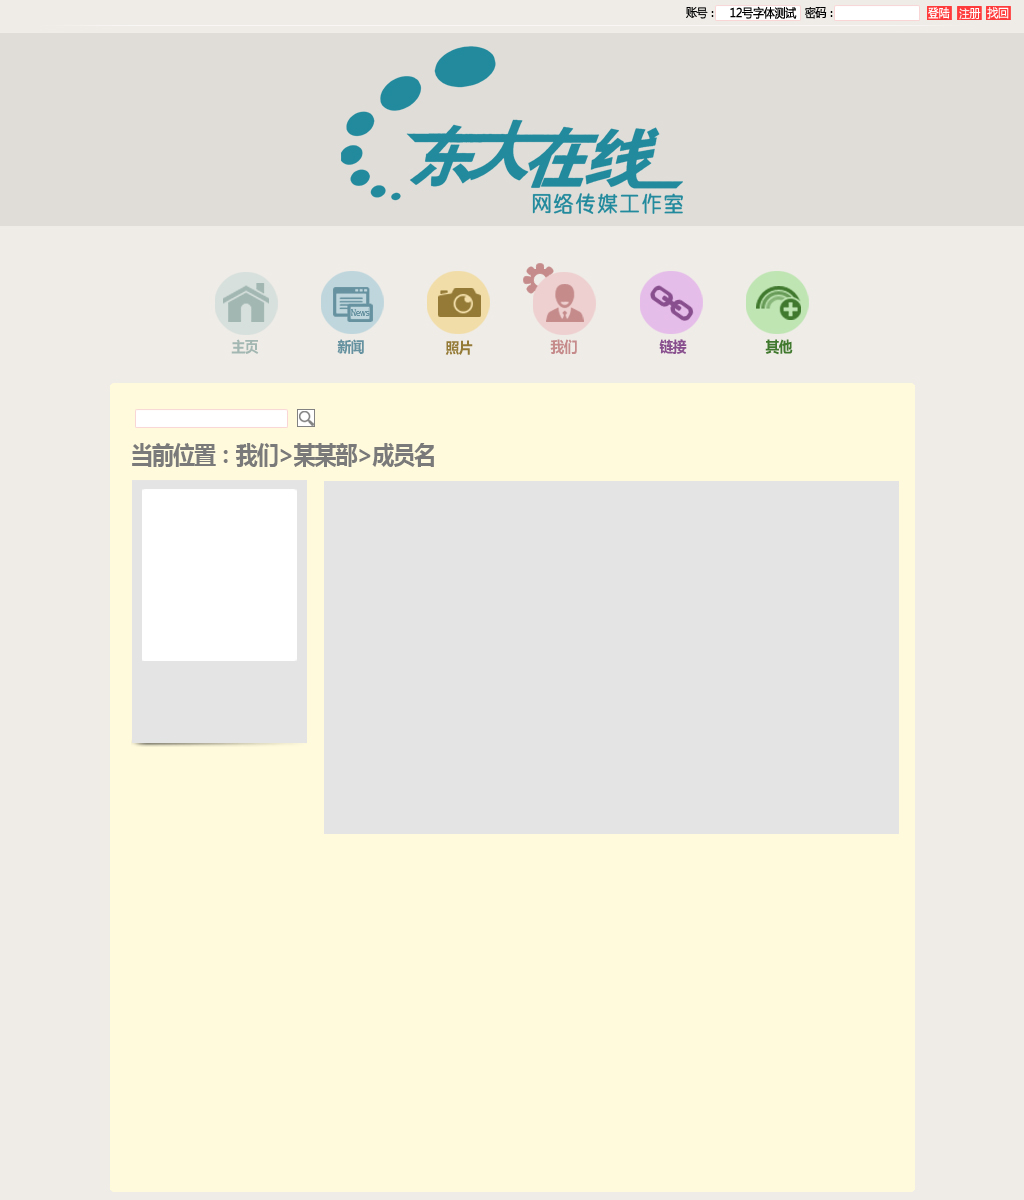 账号： 12号字体测试 密码： 登陆 注册 找回
东大在线
网络传媒工作室
News
主页 新闻 照片 我们 链接 其他
当前位置：我们>某某部>成员名